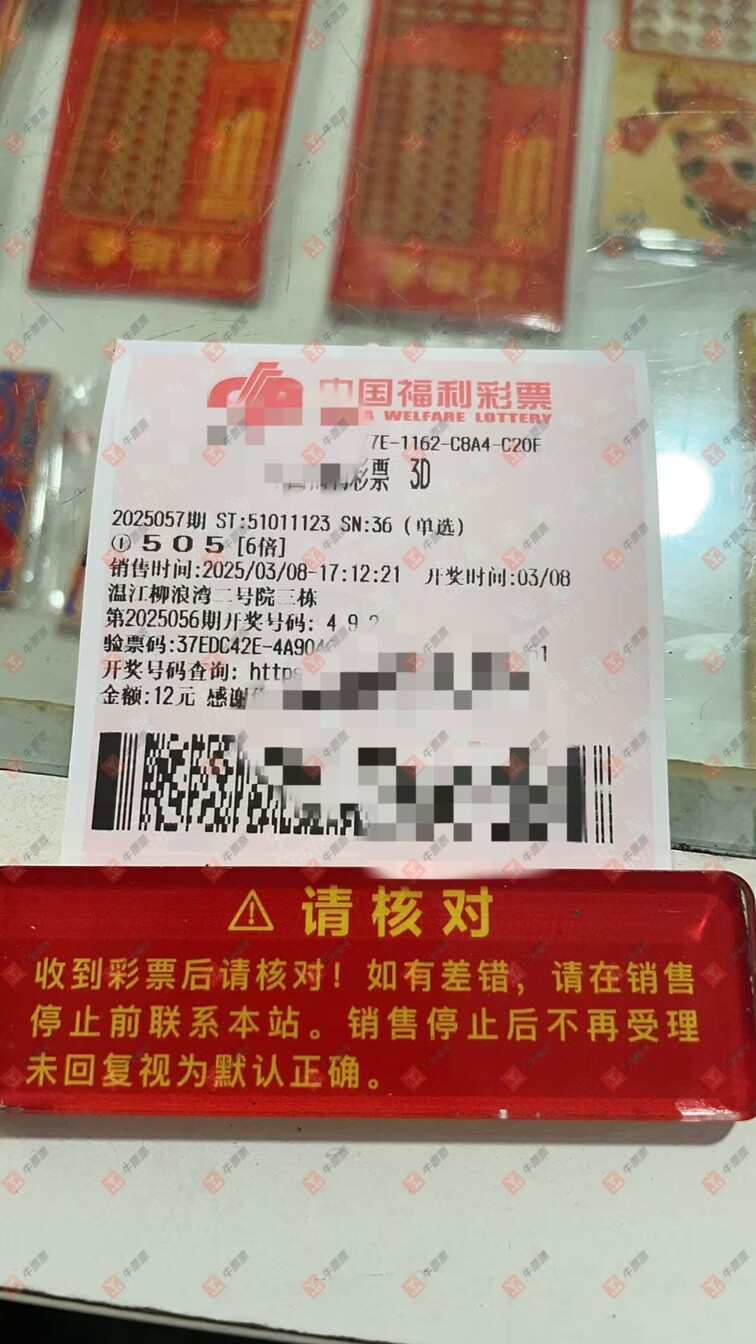 中国福利彩票
A WELFARE LOTTERY
7E-1162-C8A4-C20F
彩票 3D
2025057期 ST:51011123 SN:36 (单选)
① 5 0 5 [6倍]
销售时间:2025/03/08-17:12:21 开奖时间:03/08
温江柳浪湾二号院三栋
第2025056期开奖号码: 4 9 2
验票码:37EDC42E-4A904
开奖号码查询: https
金额:12元 感谢
⚠ 请核对
收到彩票后请核对！如有差错，请在销售
停止前联系本站。销售停止后不再受理
未回复视为默认正确。
牛票票